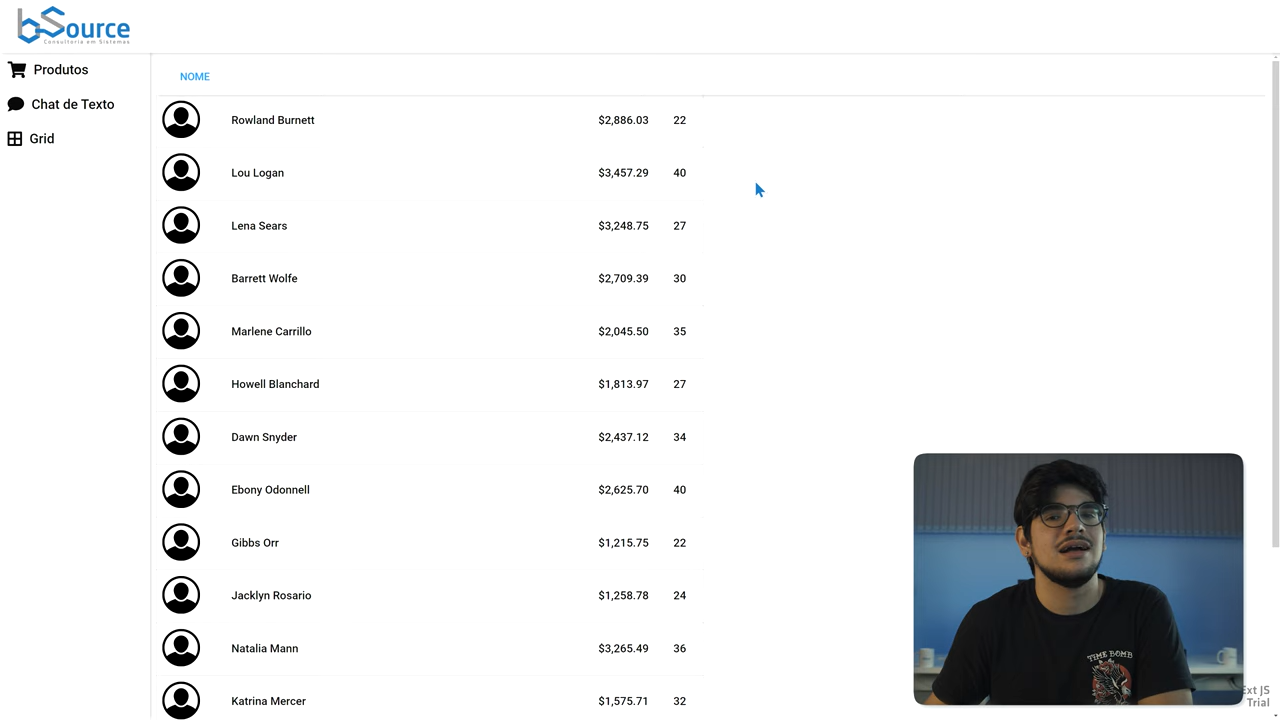 bSource
Consultoria em Sistemas
Produtos
Chat de Texto
Grid
NOME
Rowland Burnett $2,886.03 22
Lou Logan $3,457.29 40
Lena Sears $3,248.75 27
Barrett Wolfe $2,709.39 30
Marlene Carrillo $2,045.50 35
Howell Blanchard $1,813.97 27
Dawn Snyder $2,437.12 34
Ebony Odonnell $2,625.70 40
Gibbs Orr $1,215.75 22
Jacklyn Rosario $1,258.78 24
Natalia Mann $3,265.49 36
Katrina Mercer $1,575.71 32
TIME BOMB
Ext JS
Trial